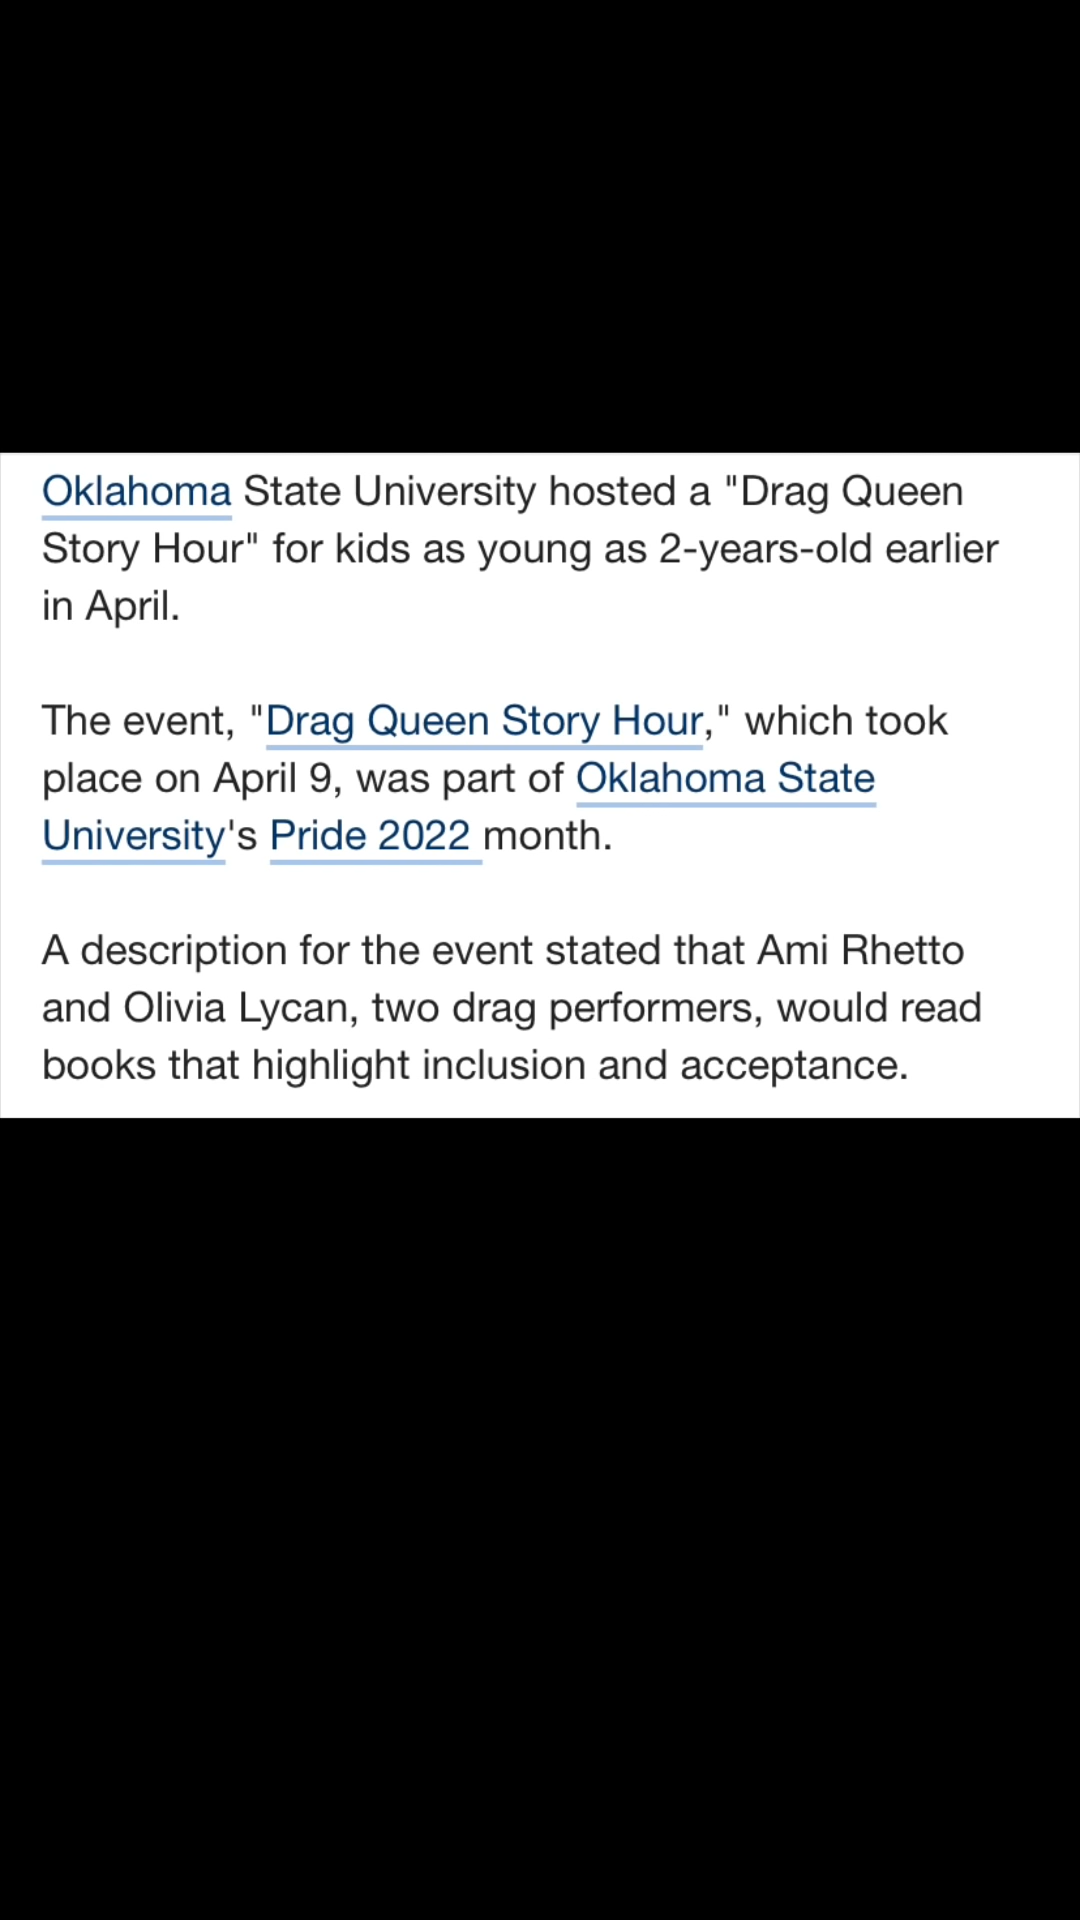 Oklahoma State University hosted a "Drag Queen
Story Hour" for kids as young as 2-years-old earlier
in April.
The event, "Drag Queen Story Hour," which took
place on April 9, was part of Oklahoma State
University's Pride 2022 month.
A description for the event stated that Ami Rhetto
and Olivia Lycan, two drag performers, would read
books that highlight inclusion and acceptance.